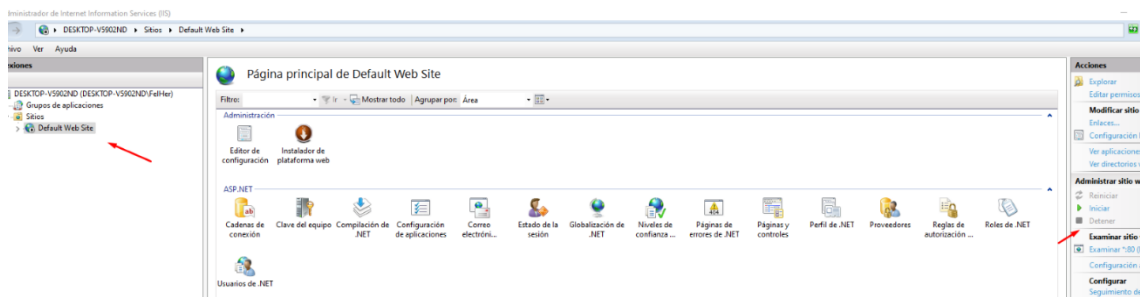 dministrador de Internet Information Services (IIS)
DESKTOP-V5902ND ▸ Sitios ▸ Default Web Site ▸
hivo Ver Ayuda
exiones
DESKTOP-V5902ND (DESKTOP-V5902ND\FelHer)
Grupos de aplicaciones
Sitios
Default Web Site
Página principal de Default Web Site
Filtro: Ir Mostrar todo Agrupar por: Área
Administración
Editor de configuración
Instalador de plataforma web
ASP.NET
Cadenas de conexión
Clave del equipo
Compilación de .NET
Configuración de aplicaciones
Correo electróni...
Estado de la sesión
Globalización de .NET
Niveles de confianza ...
Páginas de errores de .NET
Páginas y controles
Perfil de .NET
Proveedores
Reglas de autorización ...
Roles de .NET
Usuarios de .NET
Acciones
Explorar
Editar permisos
Modificar sitio
Enlaces...
Configuración
Ver aplicacione
Ver directorios
Administrar sitio w
Reiniciar
Iniciar
Detener
Examinar sitio
Examinar *:80 (
Configuración
Configurar
Seguimiento de